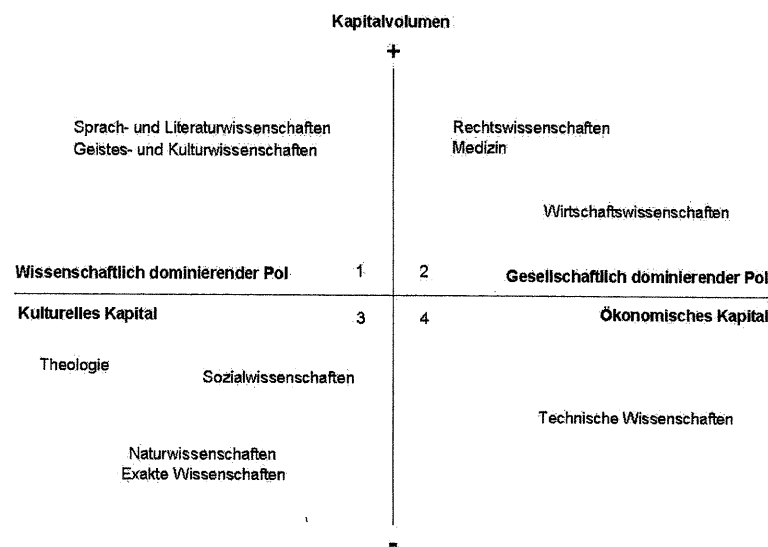 Kapitalvolumen
+
Sprach- und Literaturwissenschaften
Geistes- und Kulturwissenschaften
Rechtswissenschaften
Medizin
Wirtschaftswissenschaften
Wissenschaftlich dominierender Pol
1
2
Gesellschaftlich dominierender Pol
Kulturelles Kapital
3
4
Ökonomisches Kapital
Theologie
Sozialwissenschaften
Technische Wissenschaften
Naturwissenschaften
Exakte Wissenschaften
-